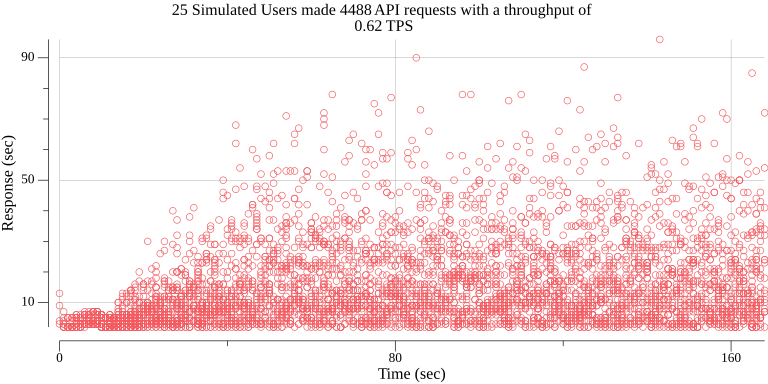 25 Simulated Users made 4488 API requests with a throughput of
0.62 TPS
90
50
10
Response (sec)
0
80
160
Time (sec)